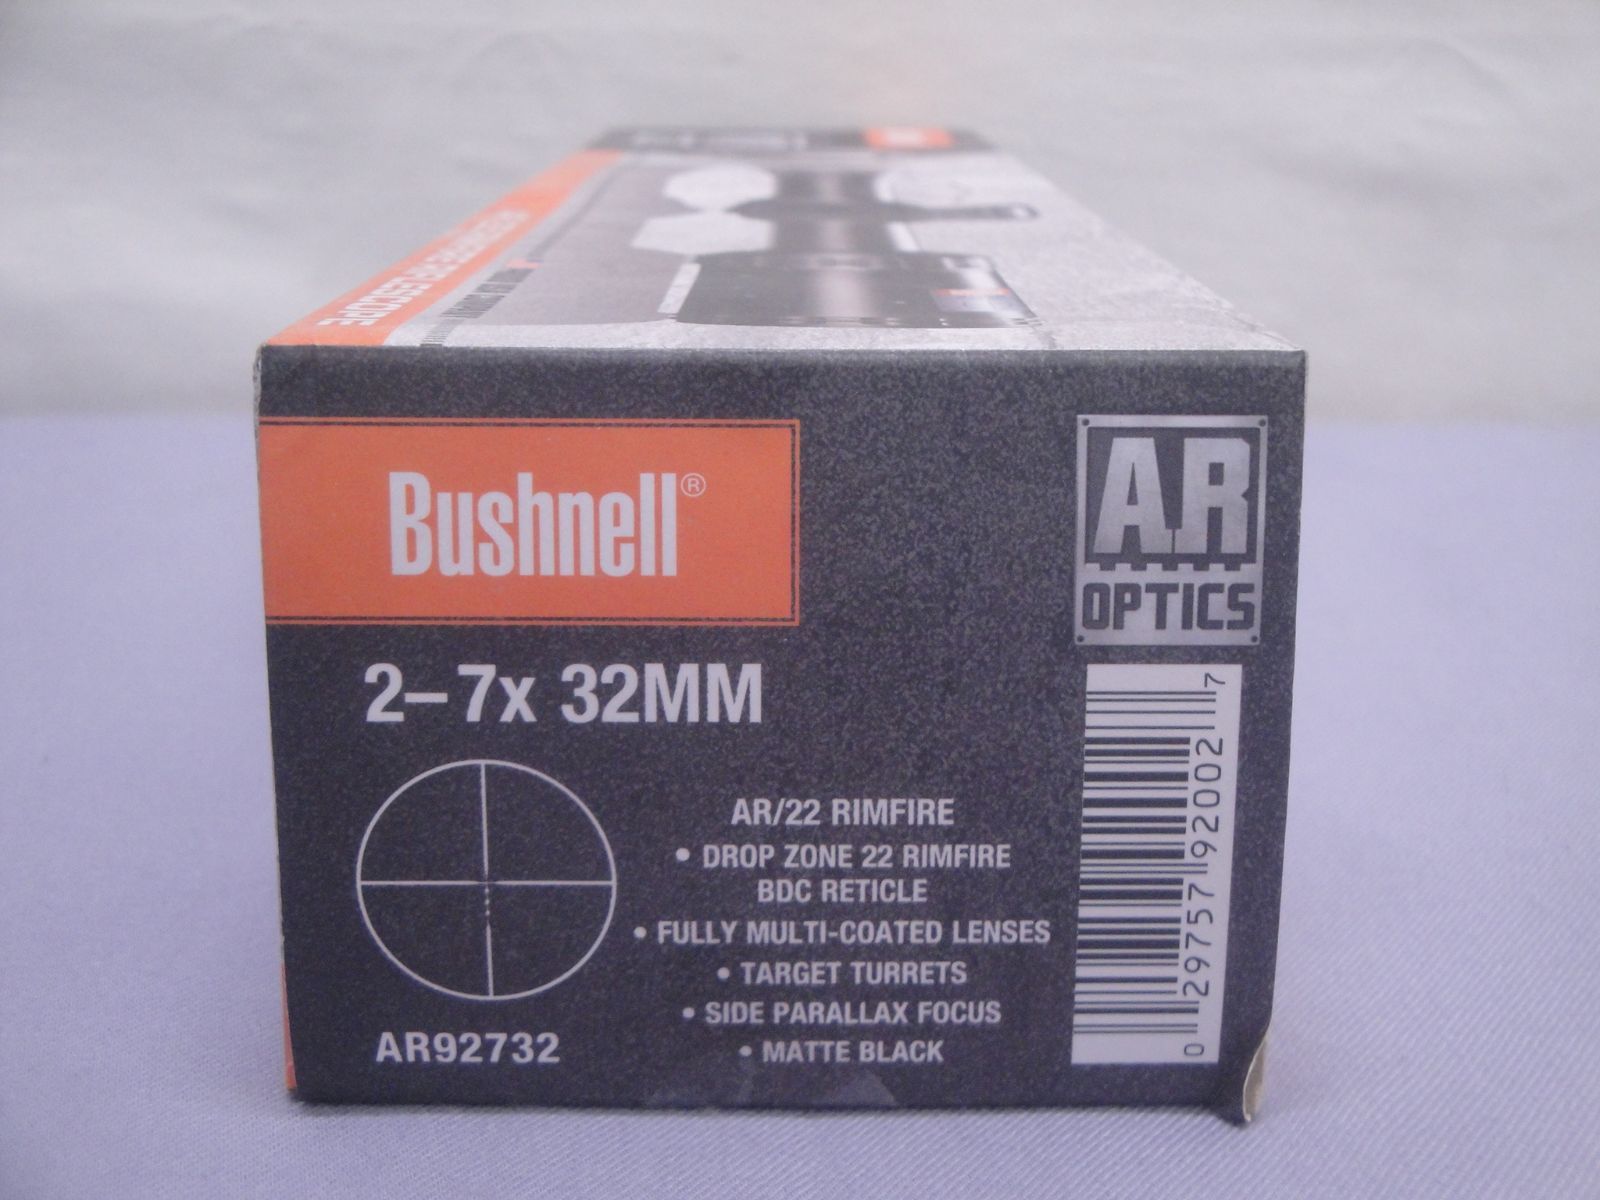 RIFLESCOPE
Bushnell®
AR
OPTICS
2–7x 32MM
AR/22 RIMFIRE
• DROP ZONE 22 RIMFIRE
BDC RETICLE
• FULLY MULTI-COATED LENSES
• TARGET TURRETS
• SIDE PARALLAX FOCUS
• MATTE BLACK
AR92732
0 29757 92002 7